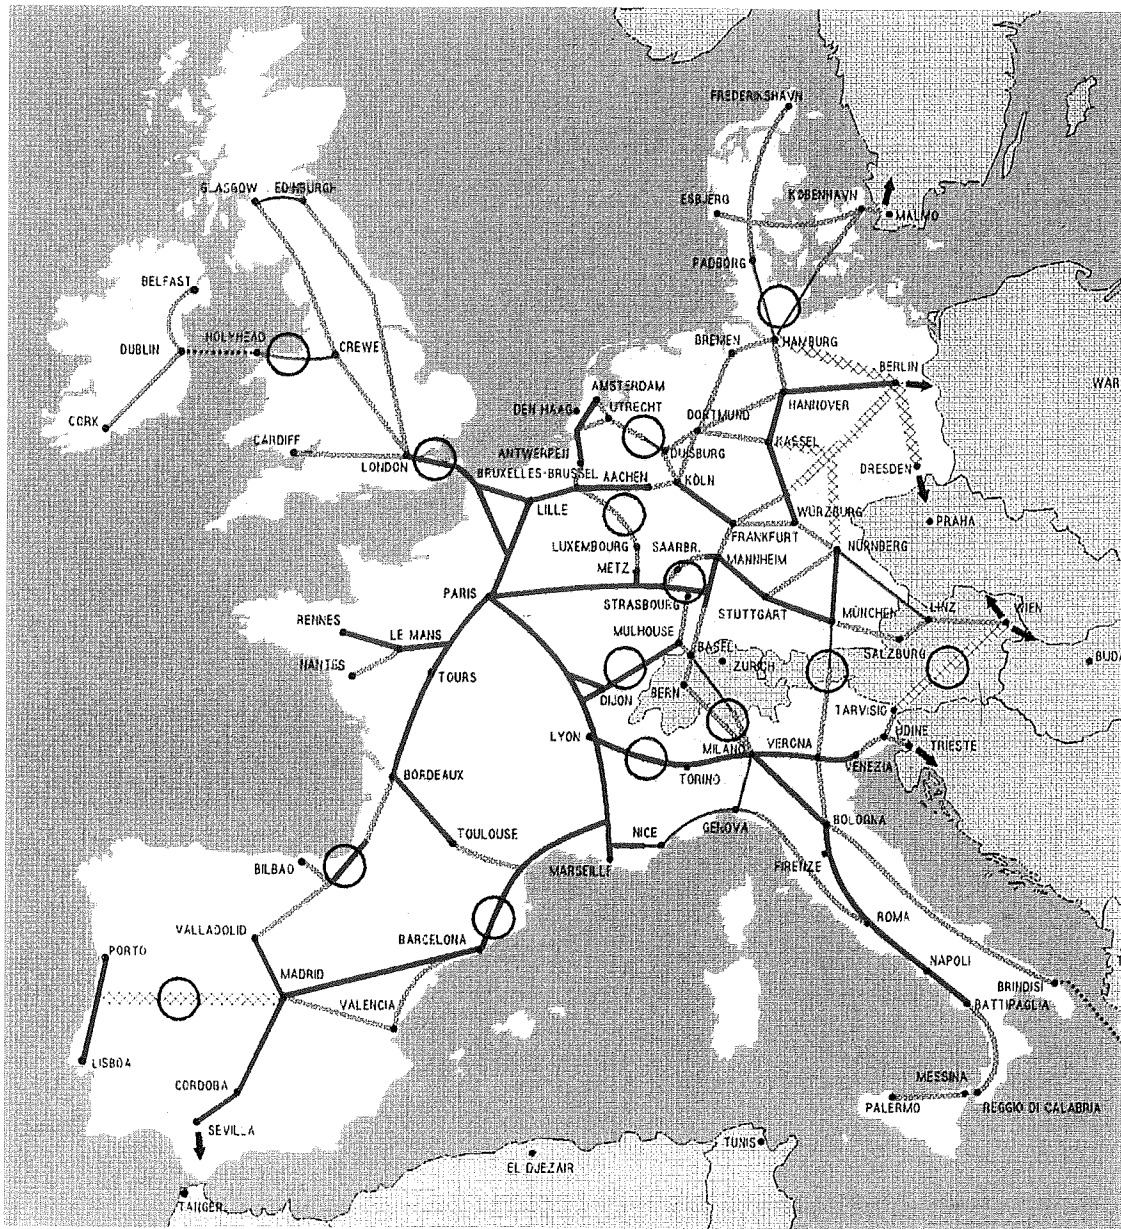 FREDERIKSHAVN
GLASGOW EDINBURGH
ESBJERG
KØBENHAVN
MALMO
PADBORG
BELFAST
DUBLIN
HOLYHEAD
CREWE
BREMEN
HAMBURG
BERLIN
WAR
AMSTERDAM
DEN HAAG
UTRECHT
DORTMUND
HANNOVER
CORK
CARDIFF
LONDON
ANTWERPEN
DUISBURG
KASSEL
BRUXELLES-BRUSSEL
AACHEN
KÖLN
DRESDEN
LILLE
WÜRZBURG
PRAHA
FRANKFURT
LUXEMBOURG
SAARBR.
NÜRNBERG
METZ
MANNHEIM
PARIS
STRASBOURG
STUTTGART
MÜNCHEN
LINZ
WIEN
RENNES
LE MANS
MULHOUSE
BASEL
SALZBURG
NANTES
TOURS
ZURICH
BUDA
DIJON
BERN
TARVISIO
LYON
MILANO
VERONA
UDINE
TRIESTE
BORDEAUX
TORINO
VENEZIA
TOULOUSE
NICE
GENOVA
BOLOGNA
BILBAO
MARSEILLE
FIRENZE
VALLADOLID
BARCELONA
ROMA
PORTO
MADRID
NAPOLI
VALENCIA
BRINDISI
BATTIPAGLIA
LISBOA
CORDOBA
MESSINA
PALERMO
REGGIO DI CALABRIA
SEVILLA
TUNIS
EL DJEZAIR
TANGER